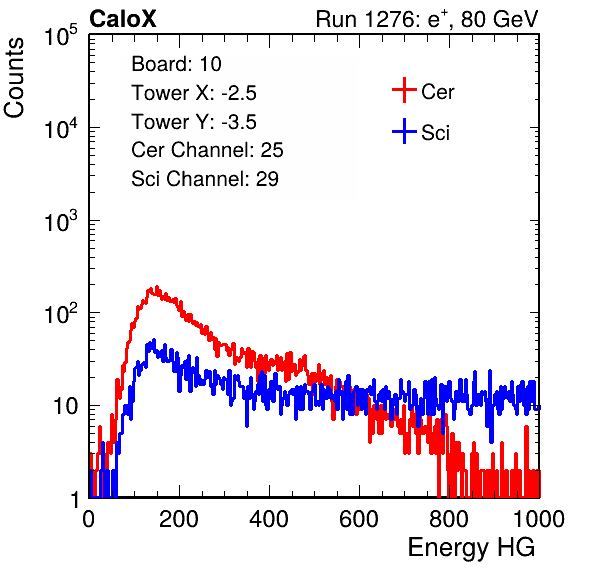 CaloX Run 1276: e⁺, 80 GeV
Counts
10⁵
10⁴
10³
10²
10
1
Board: 10
Tower X: -2.5
Tower Y: -3.5
Cer Channel: 25
Sci Channel: 29
Cer
Sci
0 200 400 600 800 1000
Energy HG